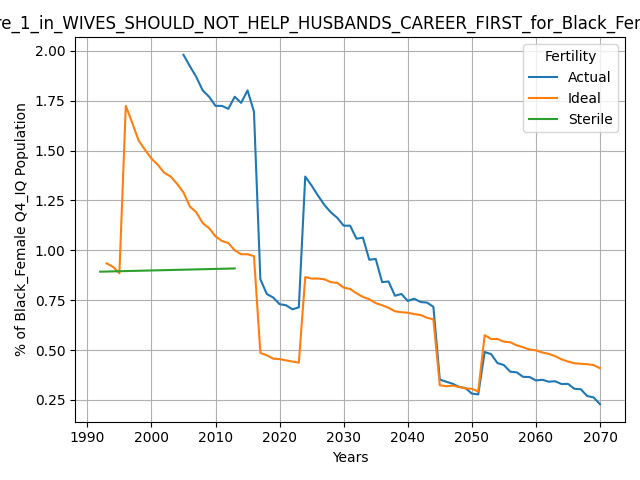 re_1_in_WIVES_SHOULD_NOT_HELP_HUSBANDS_CAREER_FIRST_for_Black_Fem
Fertility
Actual
Ideal
Sterile
% of Black_Female Q4_IQ Population
2.00
1.75
1.50
1.25
1.00
0.75
0.50
0.25
1990 2000 2010 2020 2030 2040 2050 2060 2070
Years